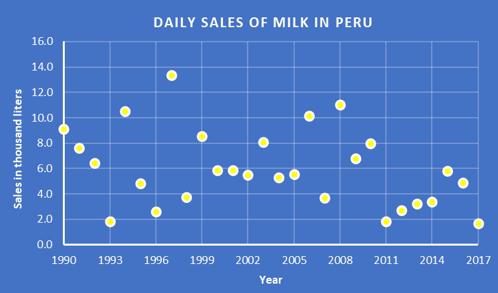 DAILY SALES OF MILK IN PERU
16.0
14.0
12.0
10.0
8.0
6.0
4.0
2.0
0.0
Sales in thousand liters
1990 1993 1996 1999 2002 2005 2008 2011 2014 2017
Year